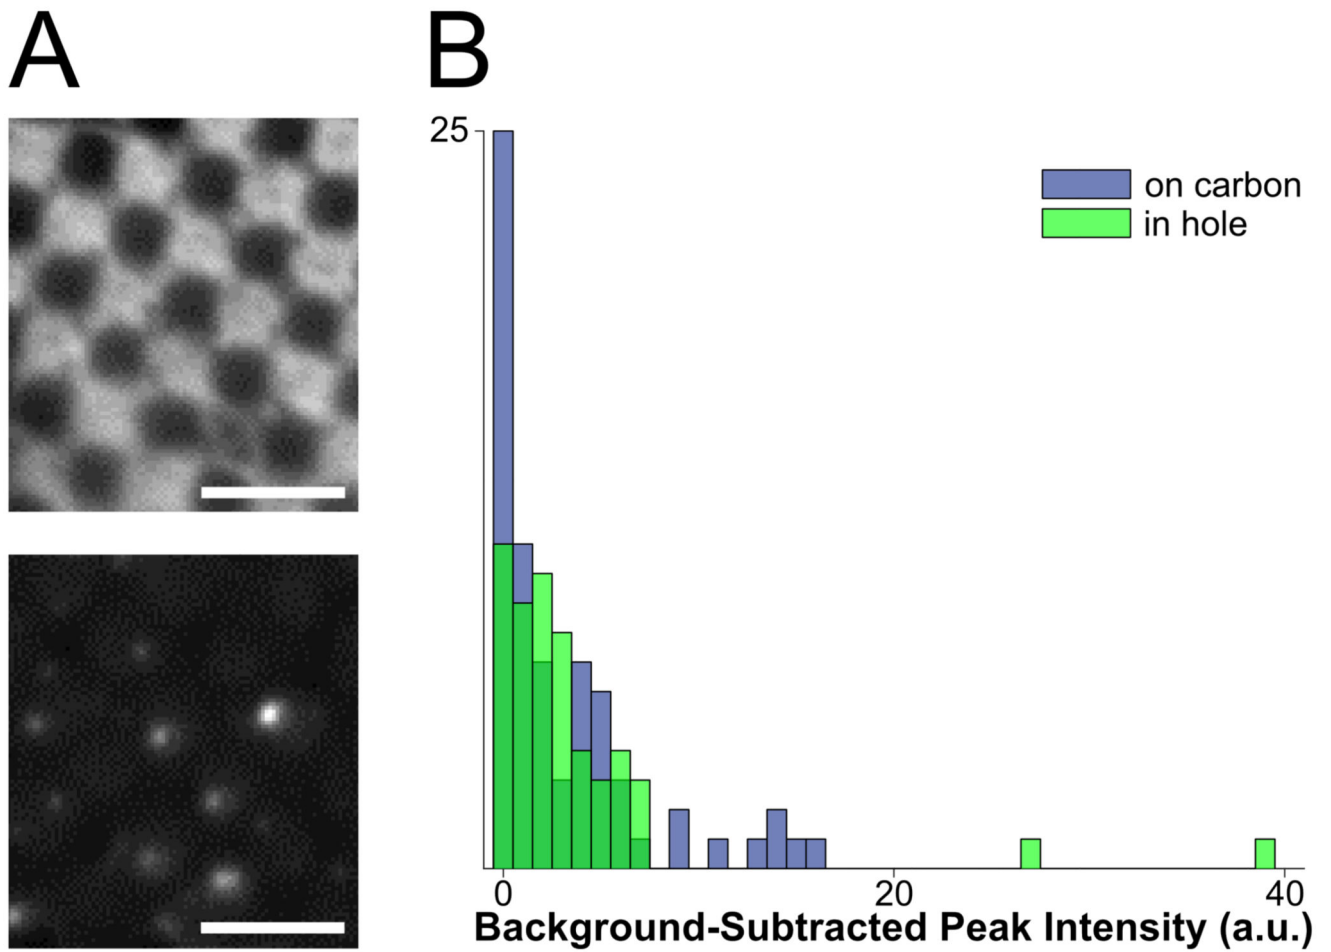 A
B
25
on carbon
in hole
0
20
40
Background-Subtracted Peak Intensity (a.u.)